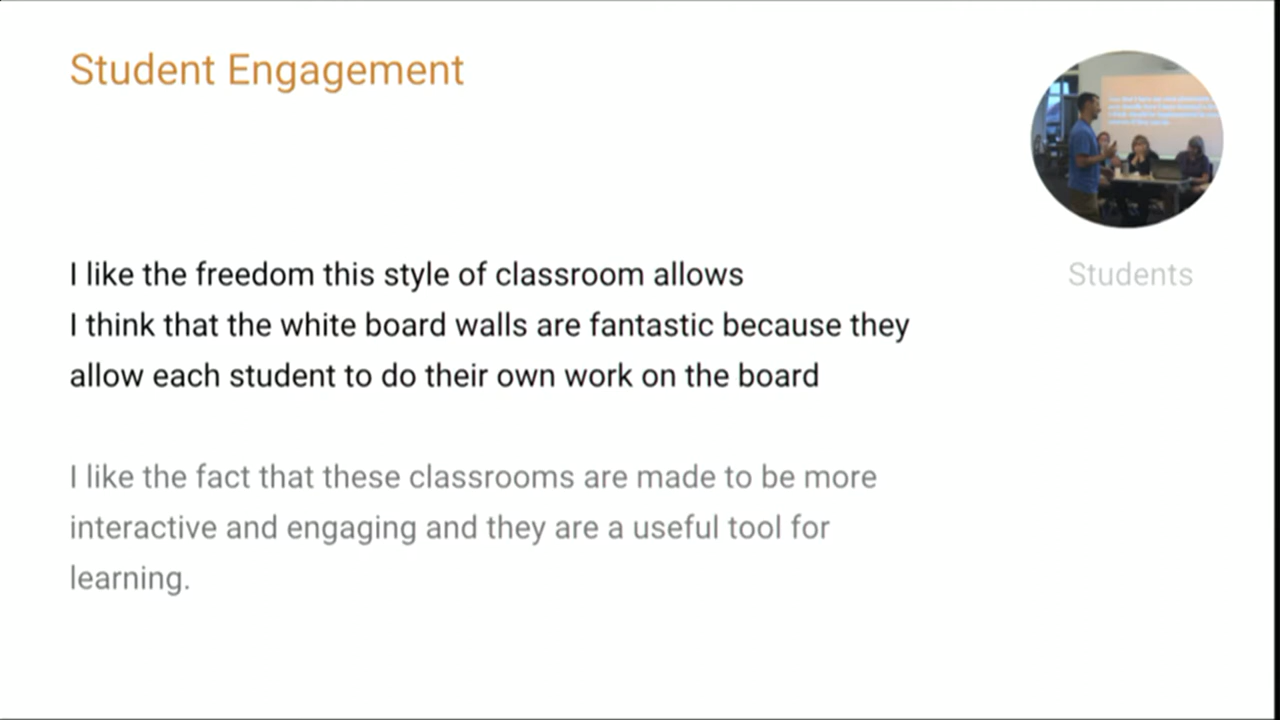 Student Engagement
I like the freedom this style of classroom allows
I think that the white board walls are fantastic because they
allow each student to do their own work on the board
Students
I like the fact that these classrooms are made to be more
interactive and engaging and they are a useful tool for
learning.